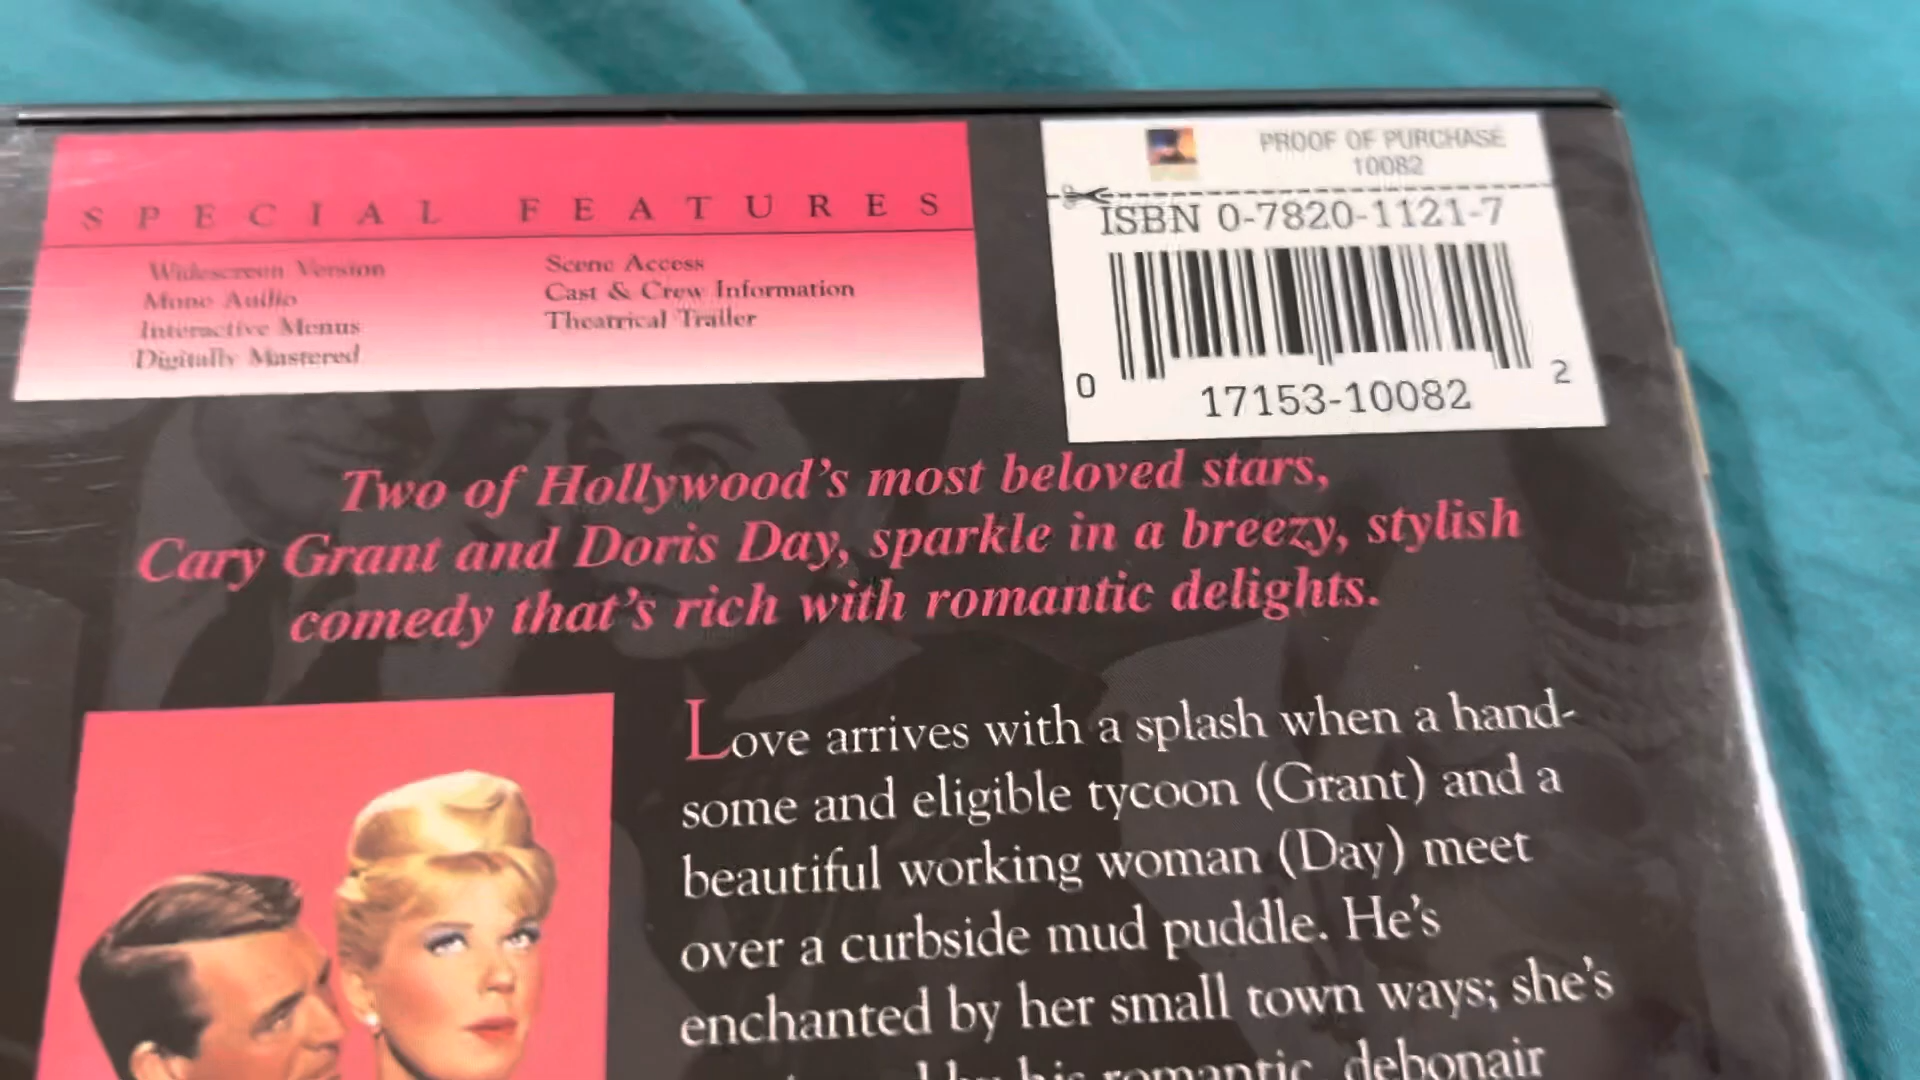 SPECIAL FEATURES
Widescreen Version
Mono Audio
Interactive Menus
Digitally Mastered
Scene Access
Cast & Crew Information
Theatrical Trailer
PROOF OF PURCHASE
10082
ISBN 0-7820-1121-7
0 17153-10082 2
Two of Hollywood's most beloved stars,
Cary Grant and Doris Day, sparkle in a breezy, stylish
comedy that's rich with romantic delights.
Love arrives with a splash when a hand-
some and eligible tycoon (Grant) and a
beautiful working woman (Day) meet
over a curbside mud puddle. He's
enchanted by her small town ways; she's
by his romantic, debonair